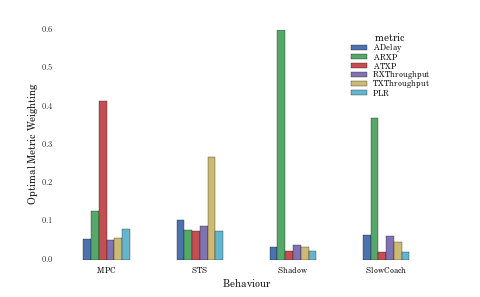 0.6
0.5
0.4
0.3
0.2
0.1
0.0
Optimal Metric Weighting
metric
ADelay
ARXP
ATXP
RXThroughput
TXThroughput
PLR
MPC STS Shadow SlowCoach
Behaviour